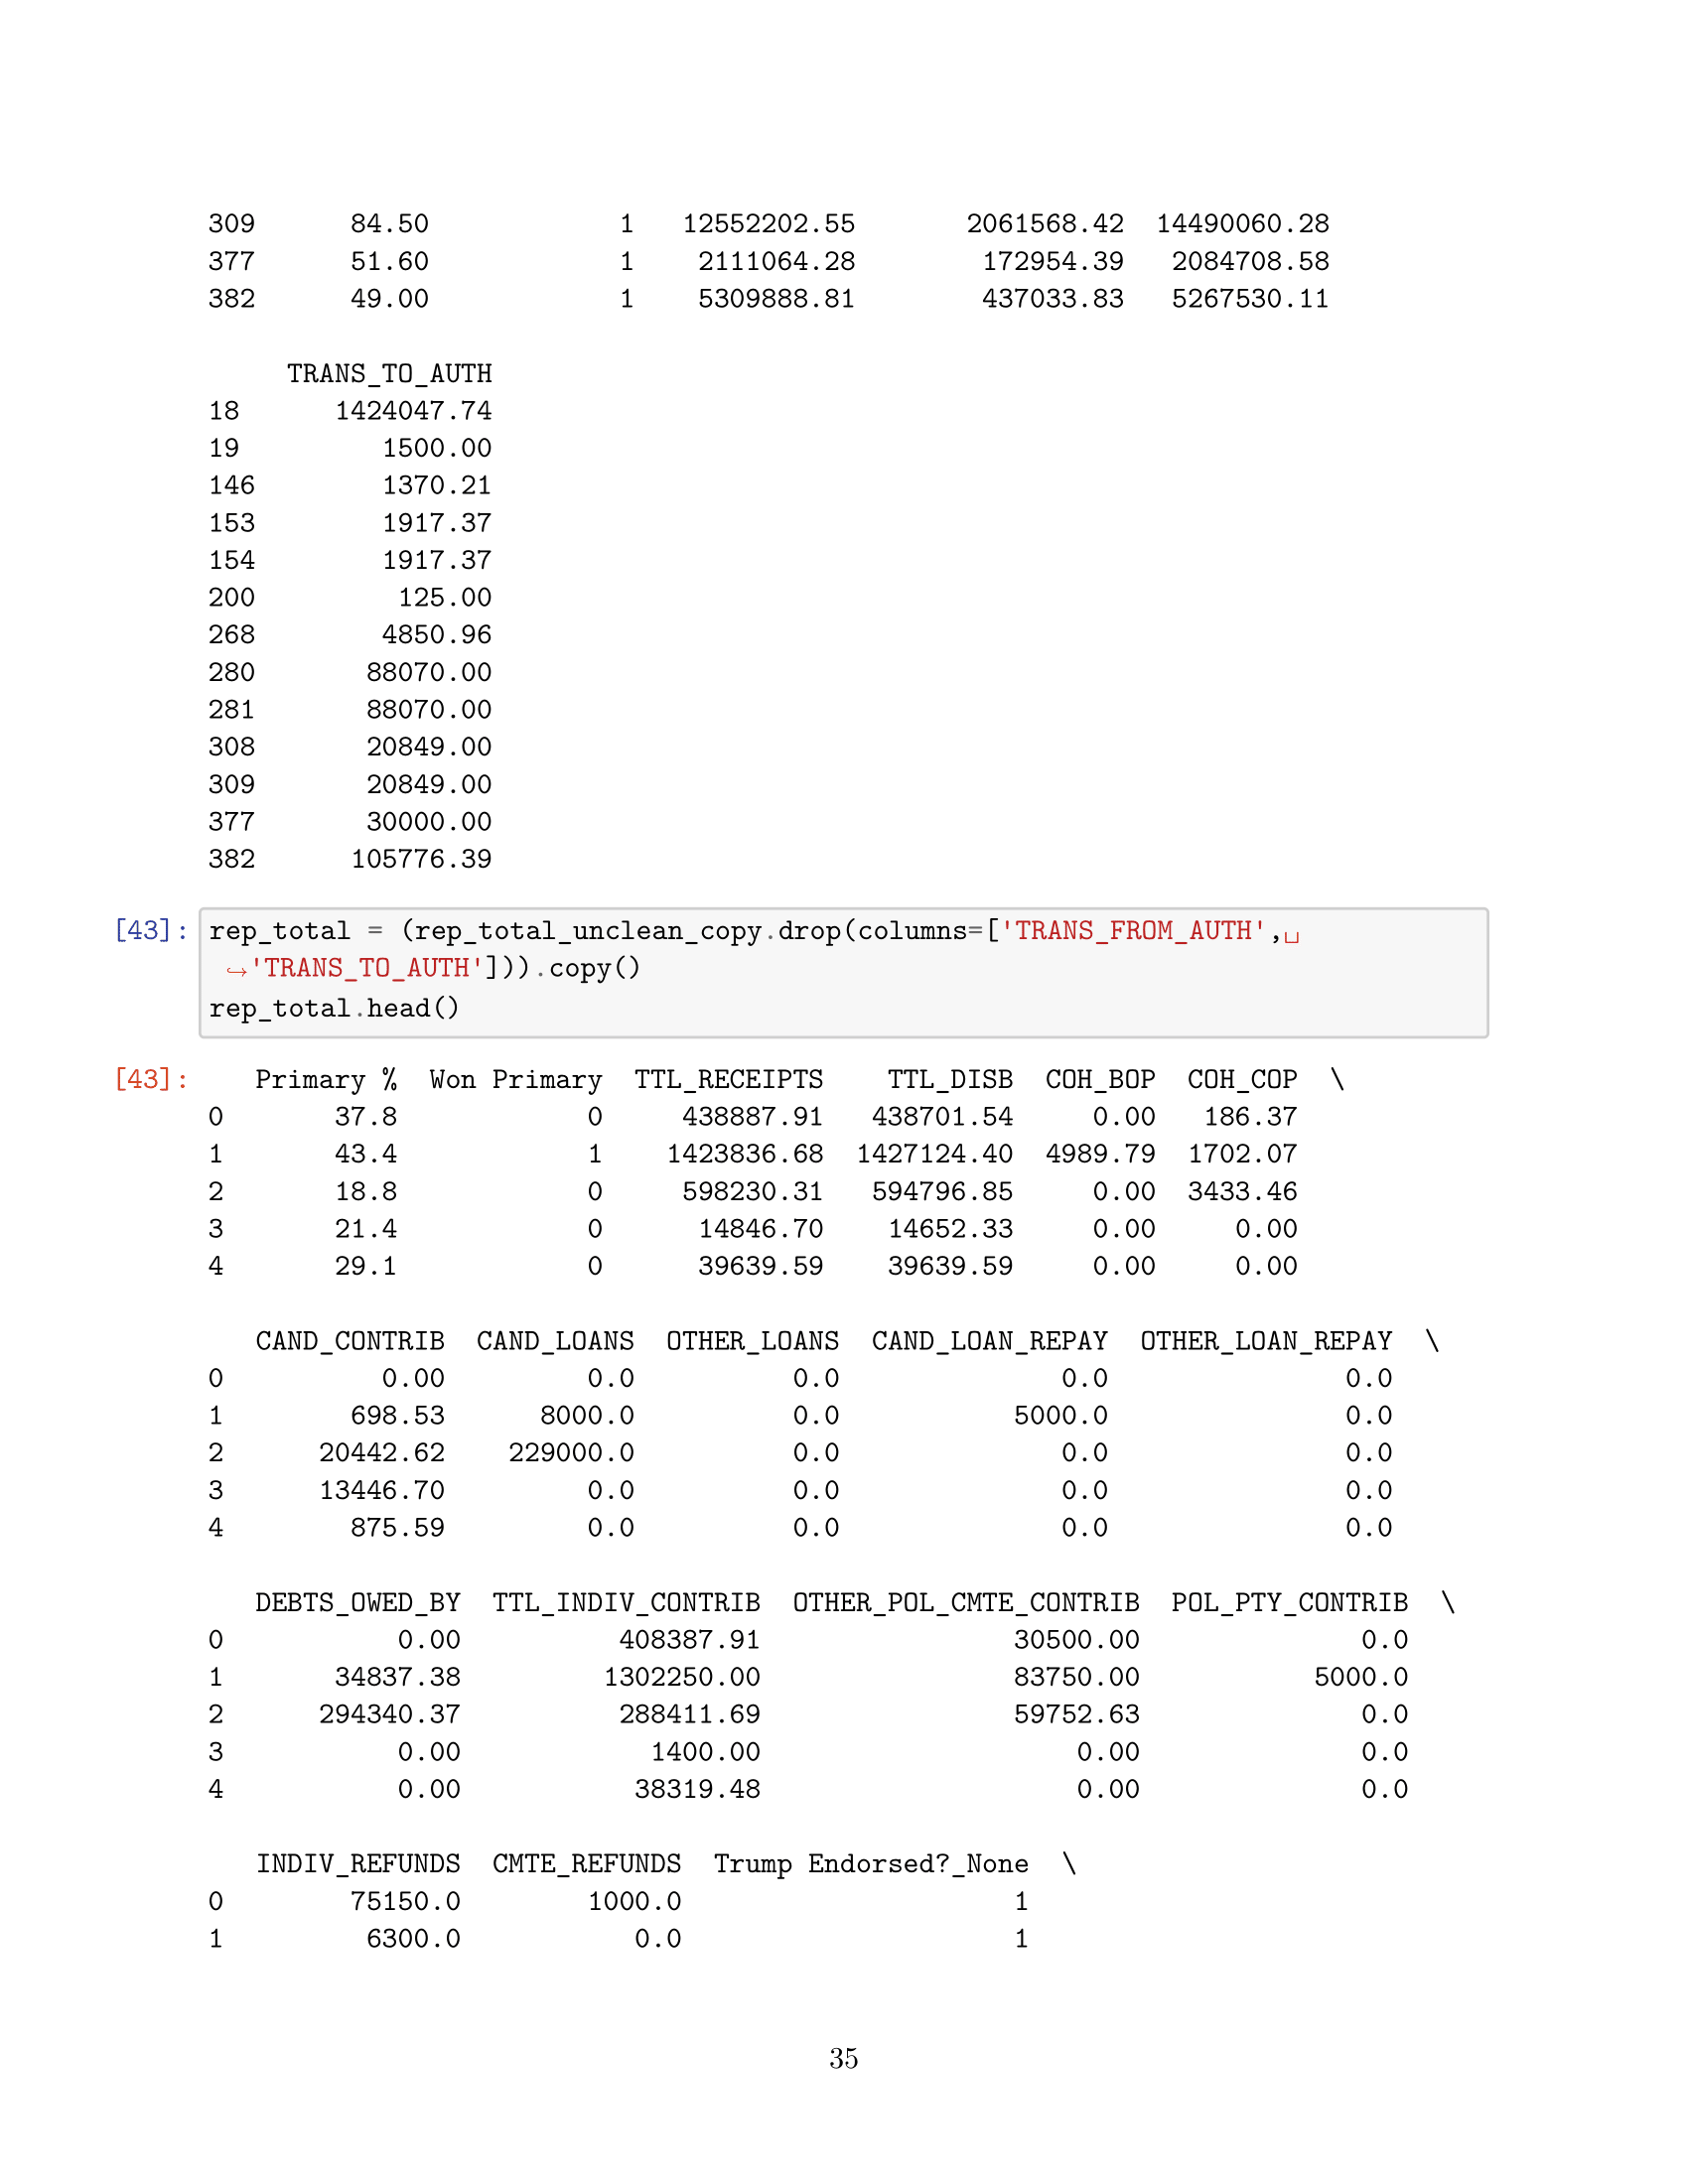 309      84.50            1   12552202.55       2061568.42  14490060.28
377      51.60            1    2111064.28        172954.39   2084708.58
382      49.00            1    5309888.81        437033.83   5267530.11
     TRANS_TO_AUTH
18      1424047.74
19         1500.00
146        1370.21
153        1917.37
154        1917.37
200         125.00
268        4850.96
280       88070.00
281       88070.00
308       20849.00
309       20849.00
377       30000.00
382      105776.39
[43]: rep_total = (rep_total_unclean_copy.drop(columns=['TRANS_FROM_AUTH',␣
↪'TRANS_TO_AUTH'])).copy()
rep_total.head()
[43]:    Primary %  Won Primary  TTL_RECEIPTS    TTL_DISB  COH_BOP  COH_COP  \
0       37.8            0     438887.91   438701.54     0.00   186.37
1       43.4            1    1423836.68  1427124.40  4989.79  1702.07
2       18.8            0     598230.31   594796.85     0.00  3433.46
3       21.4            0      14846.70    14652.33     0.00     0.00
4       29.1            0      39639.59    39639.59     0.00     0.00
   CAND_CONTRIB  CAND_LOANS  OTHER_LOANS  CAND_LOAN_REPAY  OTHER_LOAN_REPAY  \
0          0.00         0.0          0.0              0.0               0.0
1        698.53      8000.0          0.0           5000.0               0.0
2      20442.62    229000.0          0.0              0.0               0.0
3      13446.70         0.0          0.0              0.0               0.0
4        875.59         0.0          0.0              0.0               0.0
   DEBTS_OWED_BY  TTL_INDIV_CONTRIB  OTHER_POL_CMTE_CONTRIB  POL_PTY_CONTRIB  \
0           0.00          408387.91                30500.00              0.0
1       34837.38         1302250.00                83750.00           5000.0
2      294340.37          288411.69                59752.63              0.0
3           0.00            1400.00                    0.00              0.0
4           0.00           38319.48                    0.00              0.0
   INDIV_REFUNDS  CMTE_REFUNDS  Trump Endorsed?_None  \
0        75150.0        1000.0                     1
1         6300.0           0.0                     1
35